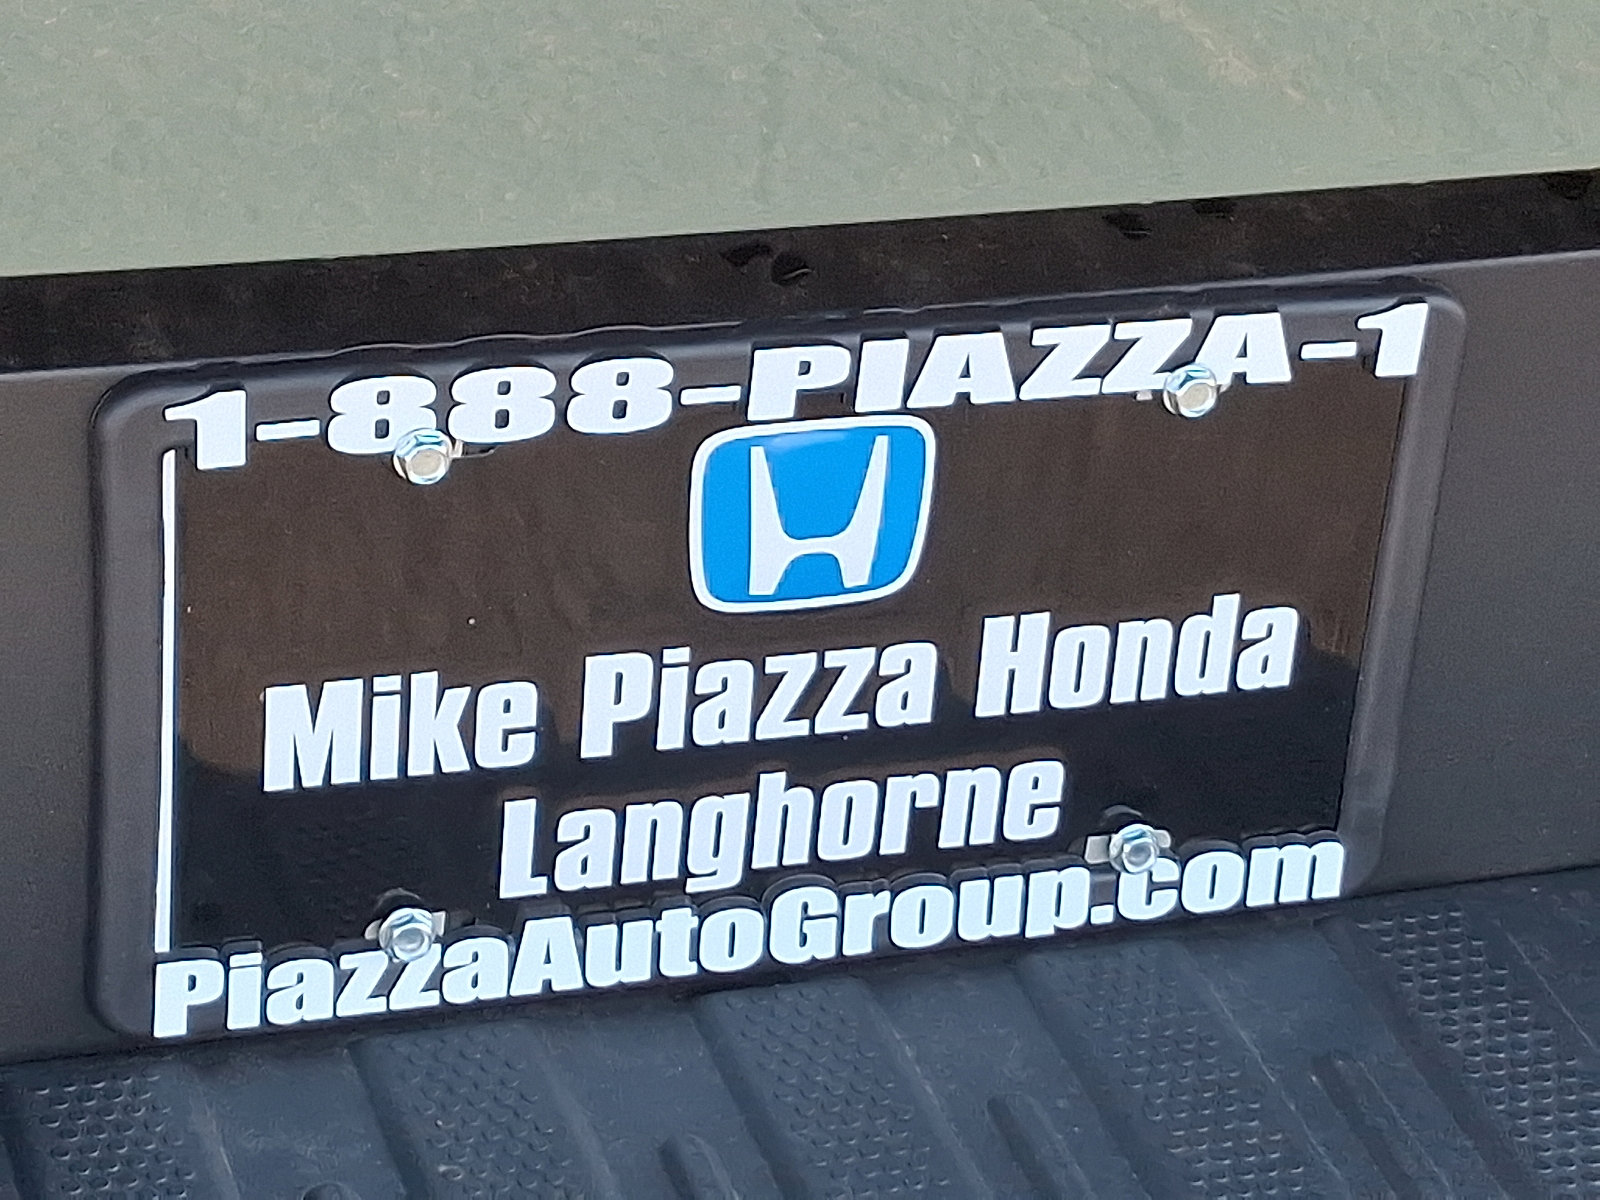 1-888-PIAZZA-1
Mike Piazza Honda
Langhorne
PiazzaAutoGroup.com